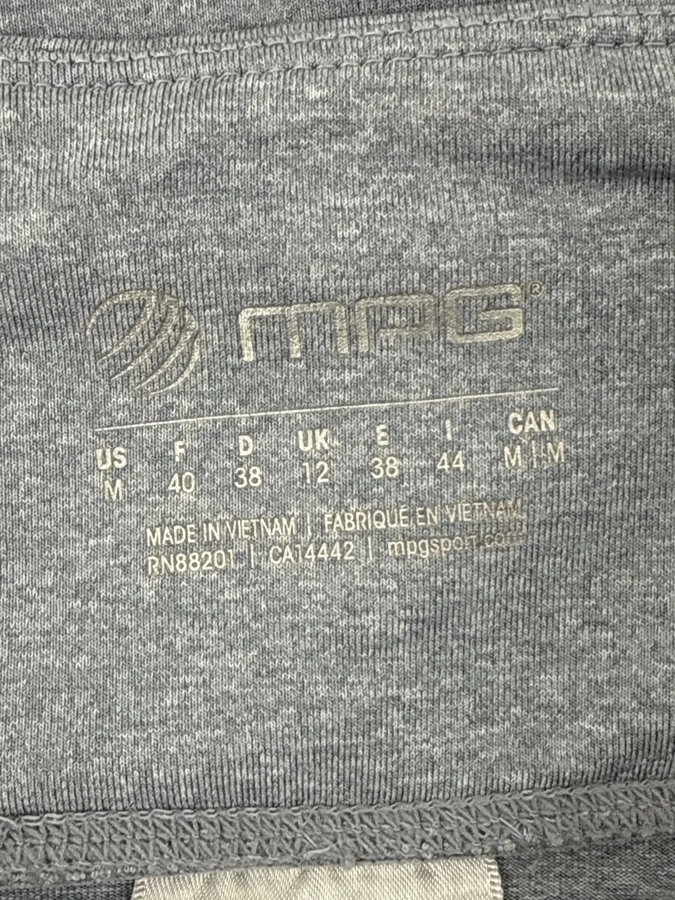 MPG®
US F D UK E I CAN
M 40 38 12 38 44 M | M
MADE IN VIETNAM | FABRIQUÉ EN VIETNAM
RN88201 | CA14442 | mpgsport.com